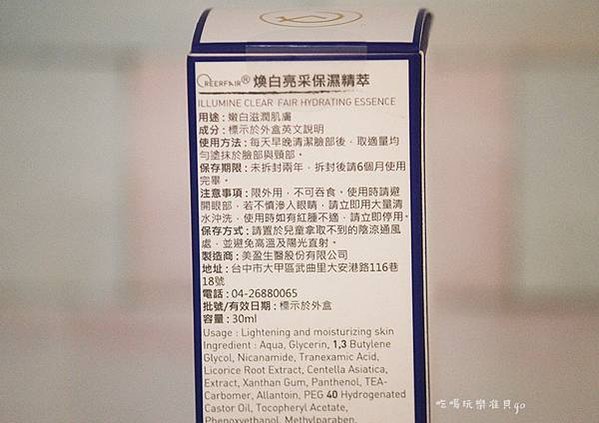 CREERFAIR® 煥白亮采保濕精萃
ILLUMINE CLEAR FAIR HYDRATING ESSENCE
用途：嫩白滋潤肌膚
成分：標示於外盒英文說明
使用方法：每天早晚清潔臉部後，取適量均
勻塗抹於臉部與頸部。
保存期限：未拆封兩年，拆封後請6個月使用
完畢。
注意事項：限外用，不可吞食。使用時請避
開眼部，若不慎滲入眼睛，請立即用大量清
水沖洗，使用時如有紅腫不適，請立即停用。
保存方式：請置於兒童拿取不到的陰涼通風
處，並避免高溫及陽光直射。
製造商：美盈生醫股份有限公司
地址：台中市大甲區武曲里大安港路116巷
18號
電話：04-26880065
批號/有效日期：標示於外盒
容量：30ml
Usage : Lightening and moisturizing skin
Ingredient : Aqua, Glycerin, 1,3 Butylene
Glycol, Nicanamide, Tranexamic Acid,
Licorice Root Extract, Centella Asiatica,
Extract, Xanthan Gum, Panthenol, TEA-
Carbomer, Allantoin, PEG 40 Hydrogenated
Castor Oil, Tocopheryl Acetate,
Phenoxyethanol, Methylparaben,
吃喝玩樂維貝go